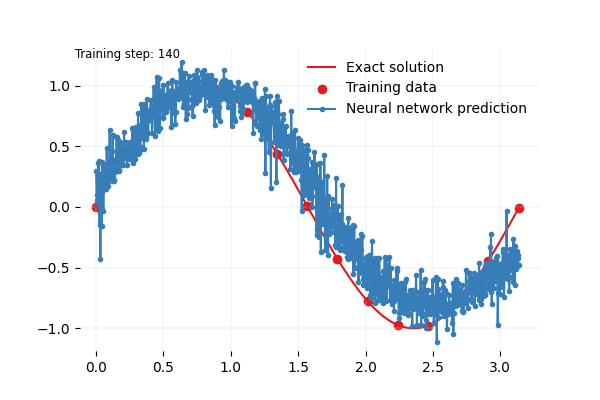 Training step: 140
Exact solution
Training data
Neural network prediction
1.0
0.5
0.0
−0.5
−1.0
0.0 0.5 1.0 1.5 2.0 2.5 3.0